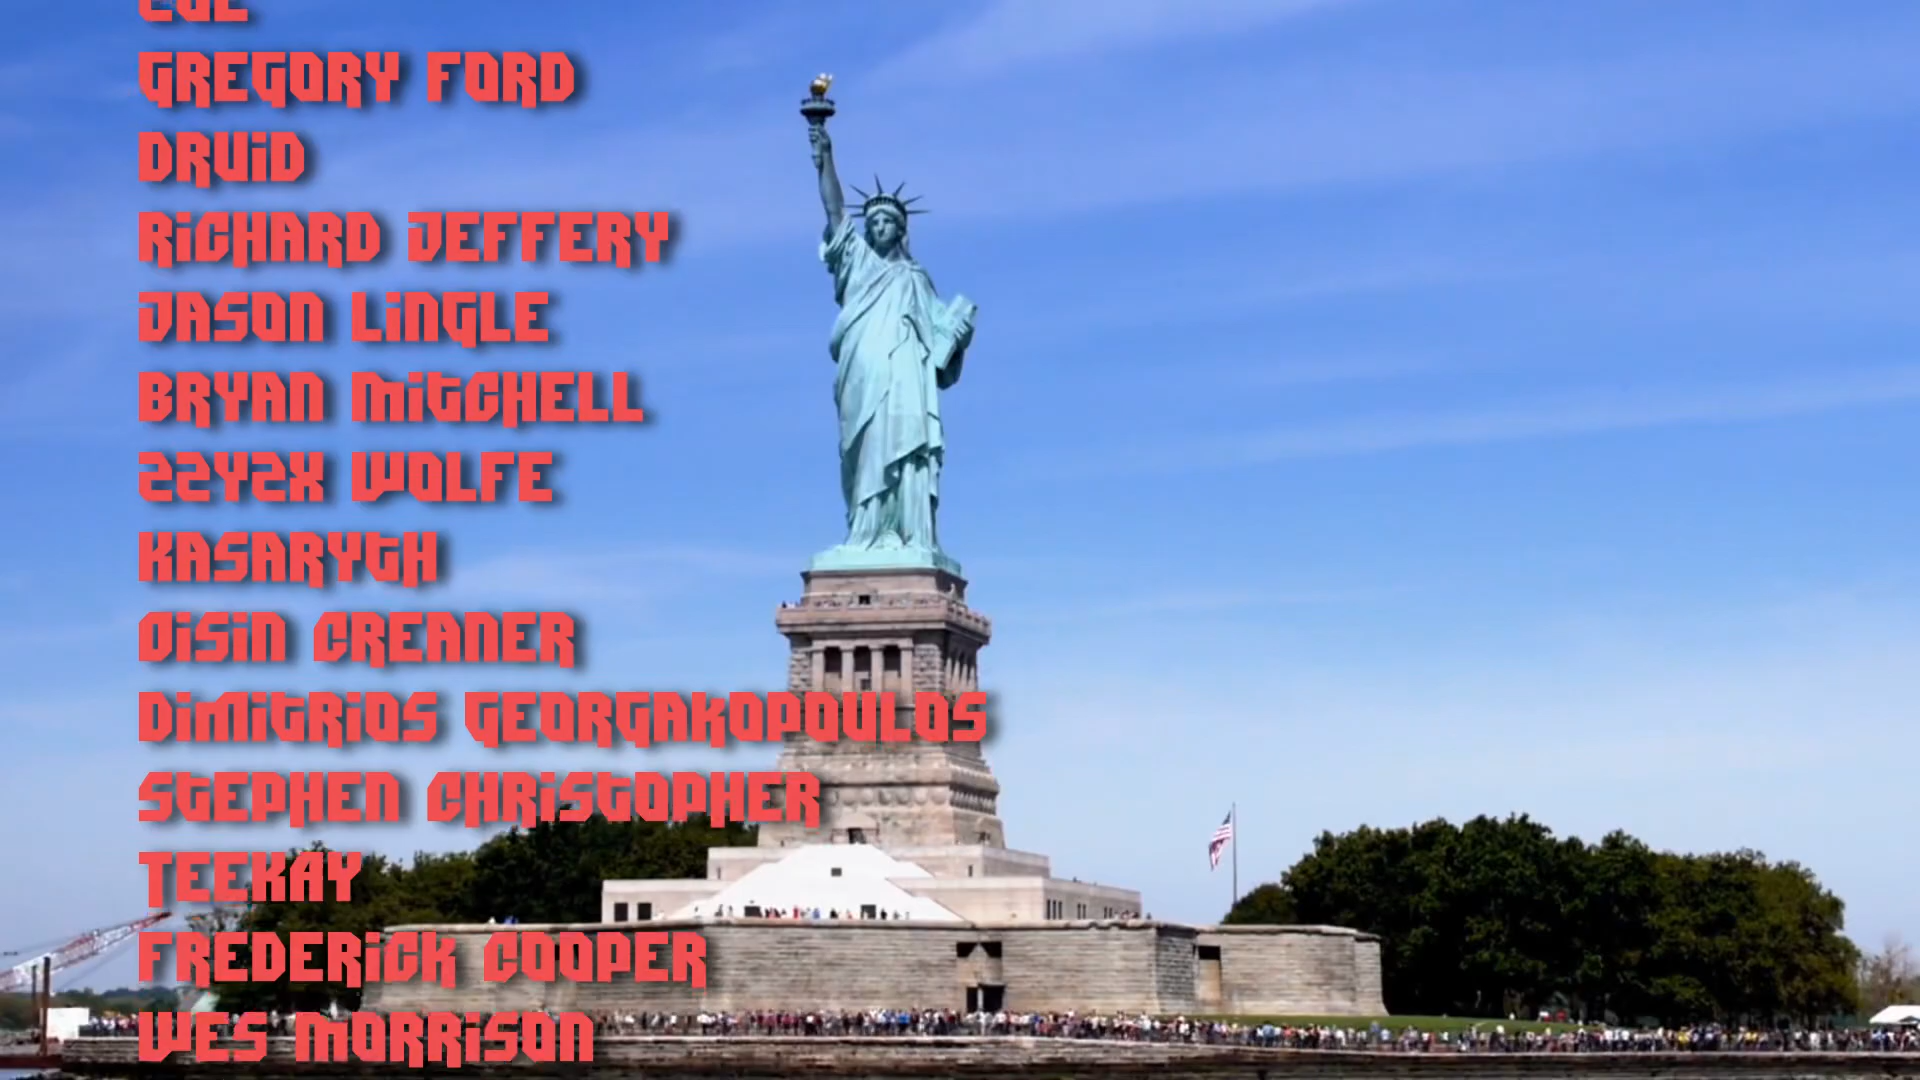 GREGORY FORD
DRUiD
RiCHARD JEFFERY
JASON LiNGLE
BRYAN MitCHELL
ZZYZX WOLFE
KASARYtH
OiSiN CREANER
DiMitRiOS GEORGAKOPOULOS
StEPHEN CHRiStOPHER
TEEKAY
FREDERiCK COOPER
WES MORRiSON